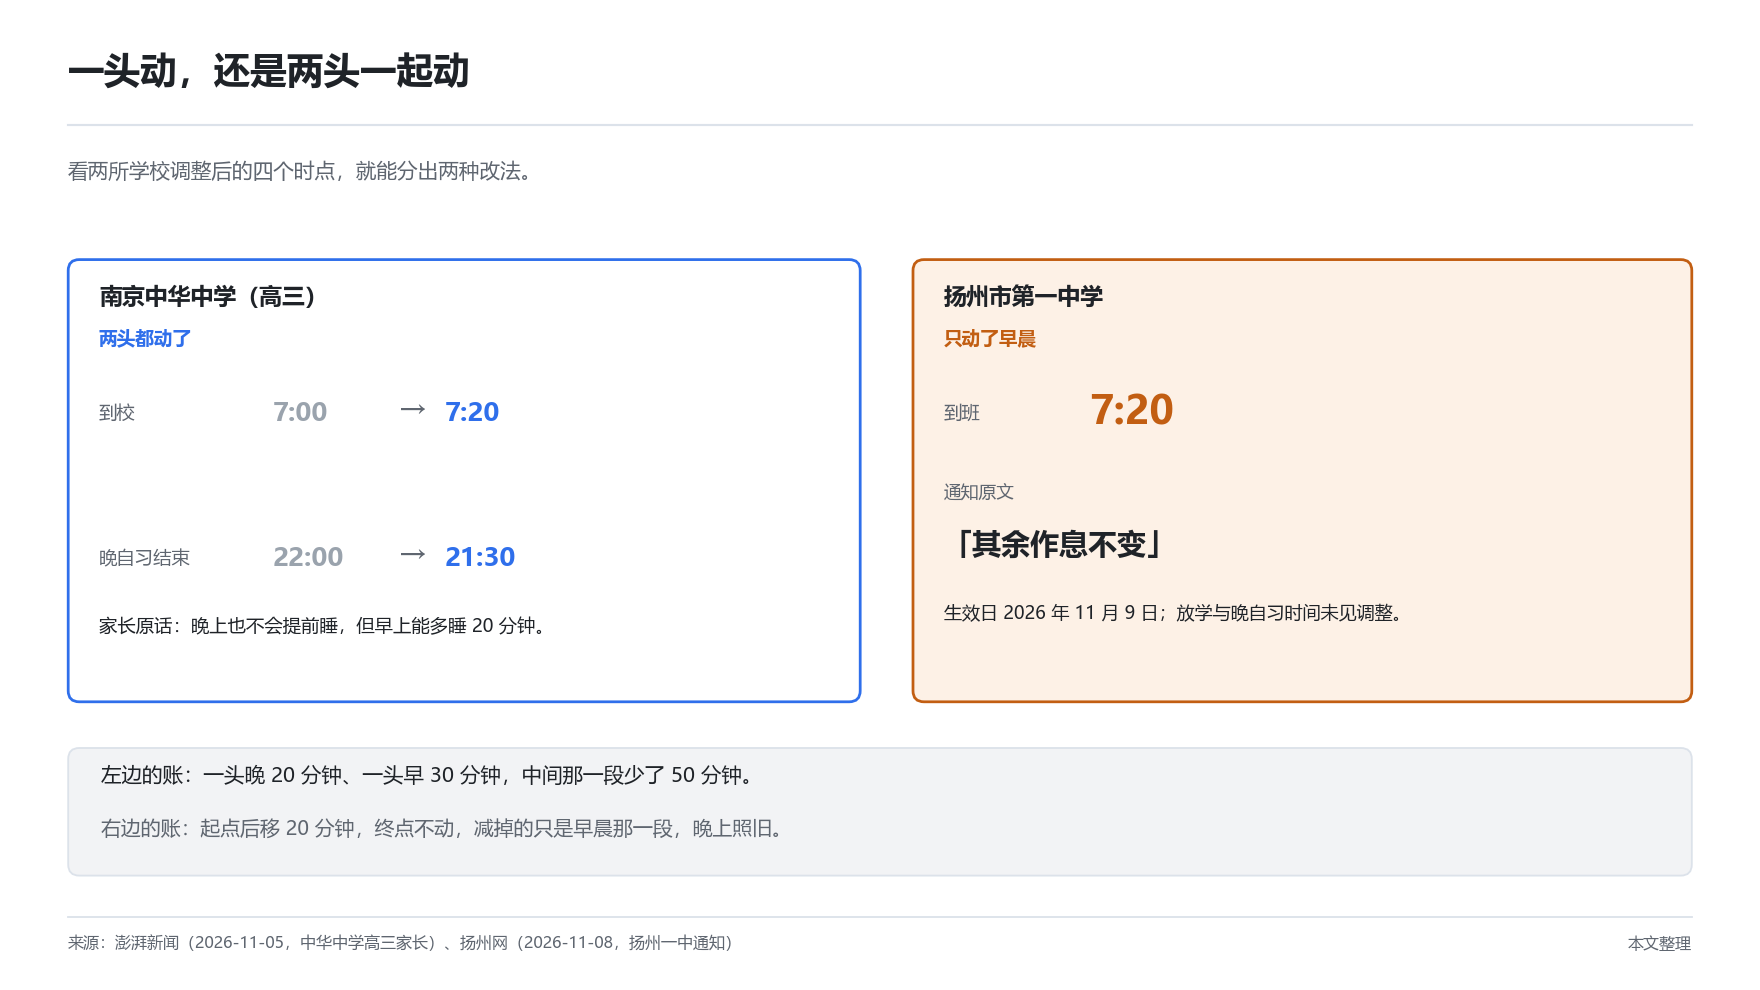 一头动，还是两头一起动
看两所学校调整后的四个时点，就能分出两种改法。
南京中华中学（高三）
两头都动了
到校 7:00 → 7:20
晚自习结束 22:00 → 21:30
家长原话：晚上也不会提前睡，但早上能多睡 20 分钟。
扬州市第一中学
只动了早晨
到班 7:20
通知原文
「其余作息不变」
生效日 2026 年 11 月 9 日；放学与晚自习时间未见调整。
左边的账：一头晚 20 分钟、一头早 30 分钟，中间那一段少了 50 分钟。
右边的账：起点后移 20 分钟，终点不动，减掉的只是早晨那一段，晚上照旧。
来源：澎湃新闻（2026-11-05，中华中学高三家长）、扬州网（2026-11-08，扬州一中通知）
本文整理